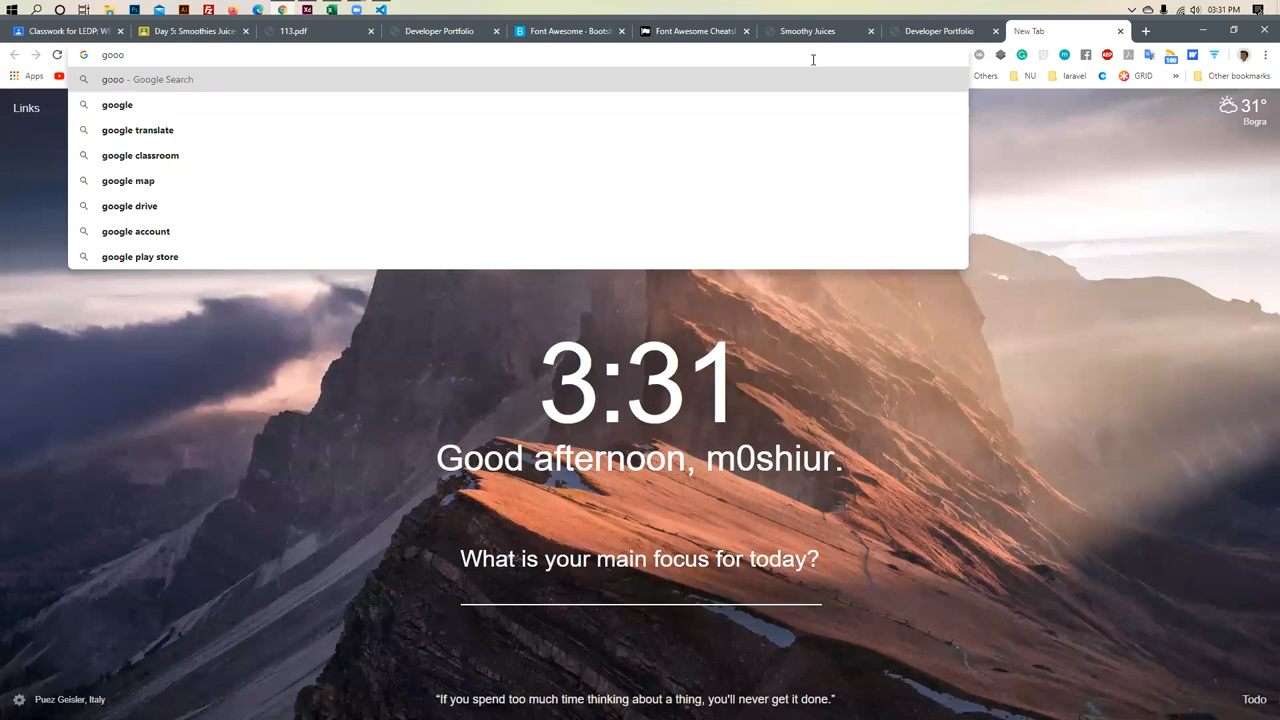 03:31 PM
Classwork for LEDP: W
Day 5: Smoothies Juice
113.pdf
Developer Portfolio
Font Awesome - Boots
Font Awesome Cheats
Smoothy Juices
Developer Portfolio
New Tab
gooo
Apps
YouTube
Others
NU
laravel
GRID
Other bookmarks
gooo - Google Search
google
google translate
google classroom
google map
google drive
google account
google play store
Links
31°
Bogra
3:31
Good afternoon, m0shiur.
What is your main focus for today?
Puez Geisler, Italy
“If you spend too much time thinking about a thing, you'll never get it done.”
Todo